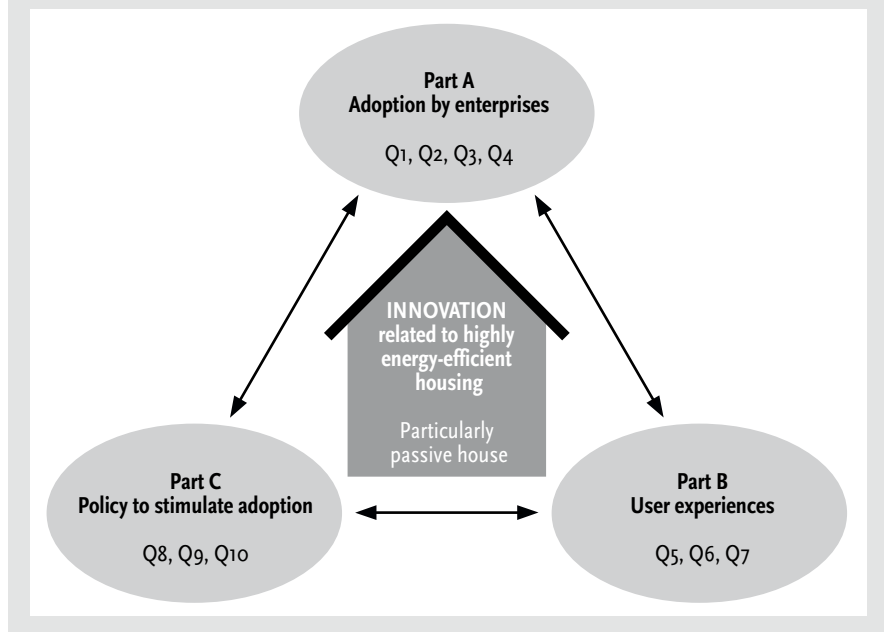 Part A
Adoption by enterprises
Q1, Q2, Q3, Q4
INNOVATION
related to highly
energy-efficient
housing
Particularly
passive house
Part C
Policy to stimulate adoption
Q8, Q9, Q10
Part B
User experiences
Q5, Q6, Q7